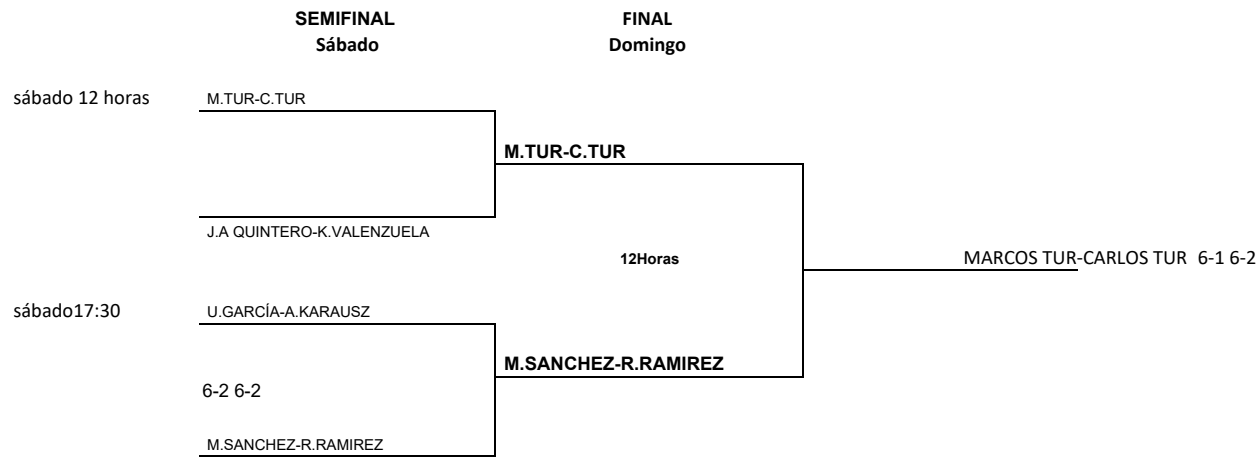 SEMIFINAL
Sábado
FINAL
Domingo
sábado 12 horas
M.TUR-C.TUR
M.TUR-C.TUR
J.A QUINTERO-K.VALENZUELA
12Horas
MARCOS TUR-CARLOS TUR 6-1 6-2
sábado17:30
U.GARCÍA-A.KARAUSZ
M.SANCHEZ-R.RAMIREZ
6-2 6-2
M.SANCHEZ-R.RAMIREZ